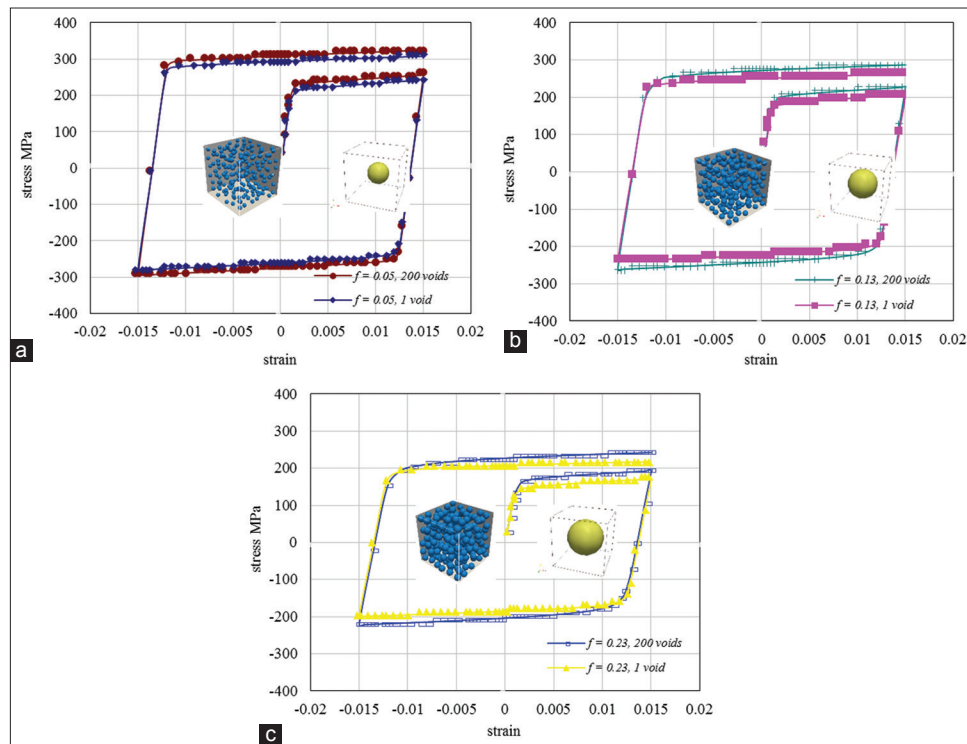 400
300
200
100
0
-100
-200
-300
-400
stress MPa
f = 0.05, 200 voids
f = 0.05, 1 void
-0.02 -0.015 -0.01 -0.005 0 0.005 0.01 0.015 0.02
strain
a
400
300
200
100
0
-100
-200
-300
-400
stress MPa
f = 0.13, 200 voids
f = 0.13, 1 void
-0.02 -0.015 -0.01 -0.005 0 0.005 0.01 0.015 0.02
strain
b
400
300
200
100
0
-100
-200
-300
-400
stress MPa
f = 0.23, 200 voids
f = 0.23, 1 void
-0.02 -0.015 -0.01 -0.005 0 0.005 0.01 0.015 0.02
strain
c